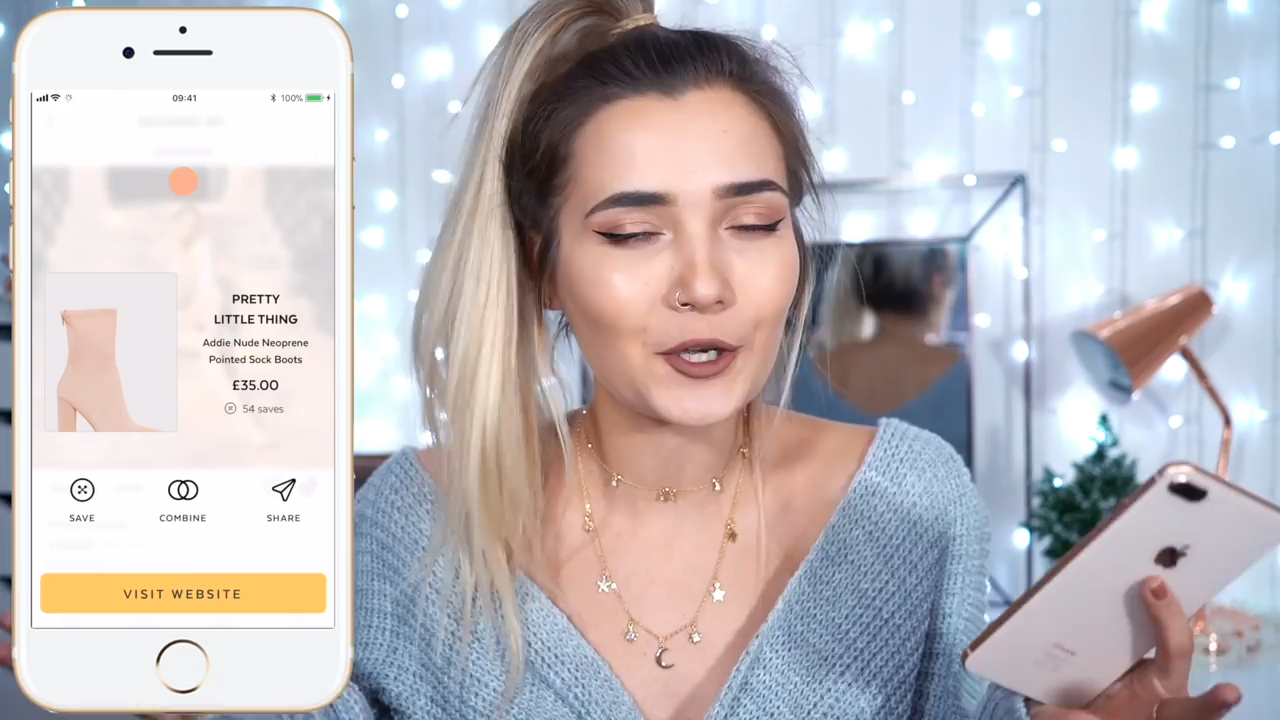 09:41
100%
PRETTY
LITTLE THING
Addie Nude Neoprene
Pointed Sock Boots
£35.00
54 saves
SAVE
COMBINE
SHARE
VISIT WEBSITE